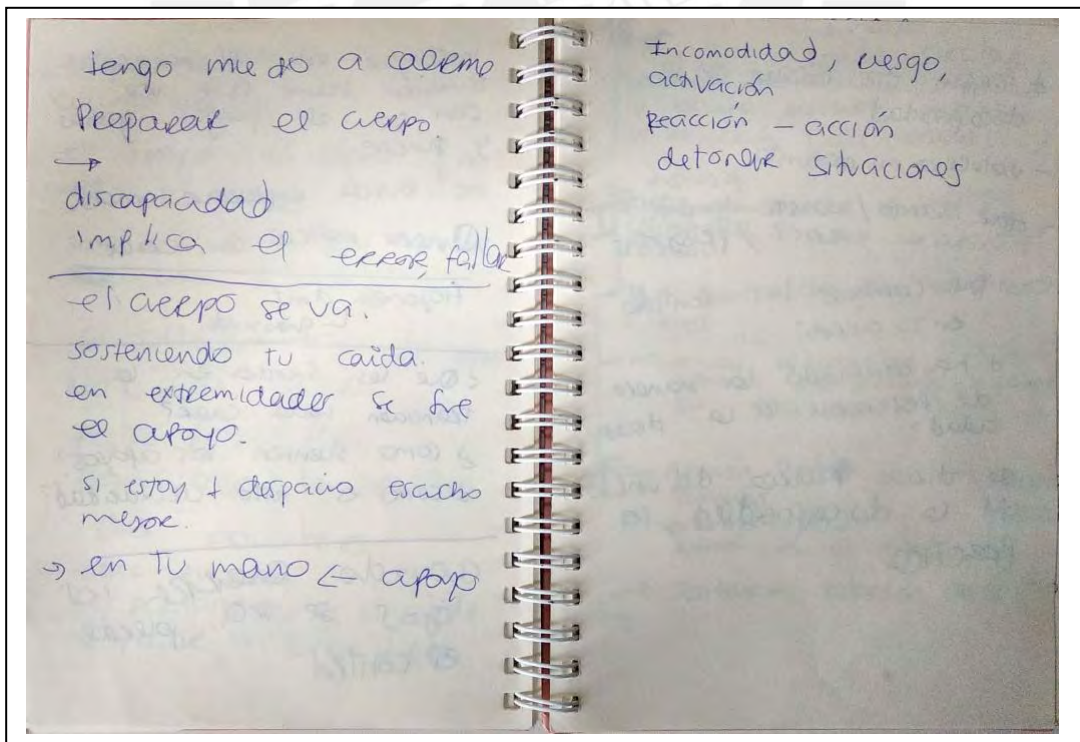 tengo miedo a caerme
Preparar el cuerpo.
→
discapacidad
implica el error, fallar
el cuerpo se va.
sosteniendo tu caída.
en extremidades se fue
el apoyo.
si estoy + despacio escucho
mejor.
→ en tu mano ← apoyo
Incomodidad, riesgo,
activación
Reacción – acción
detonar situaciones